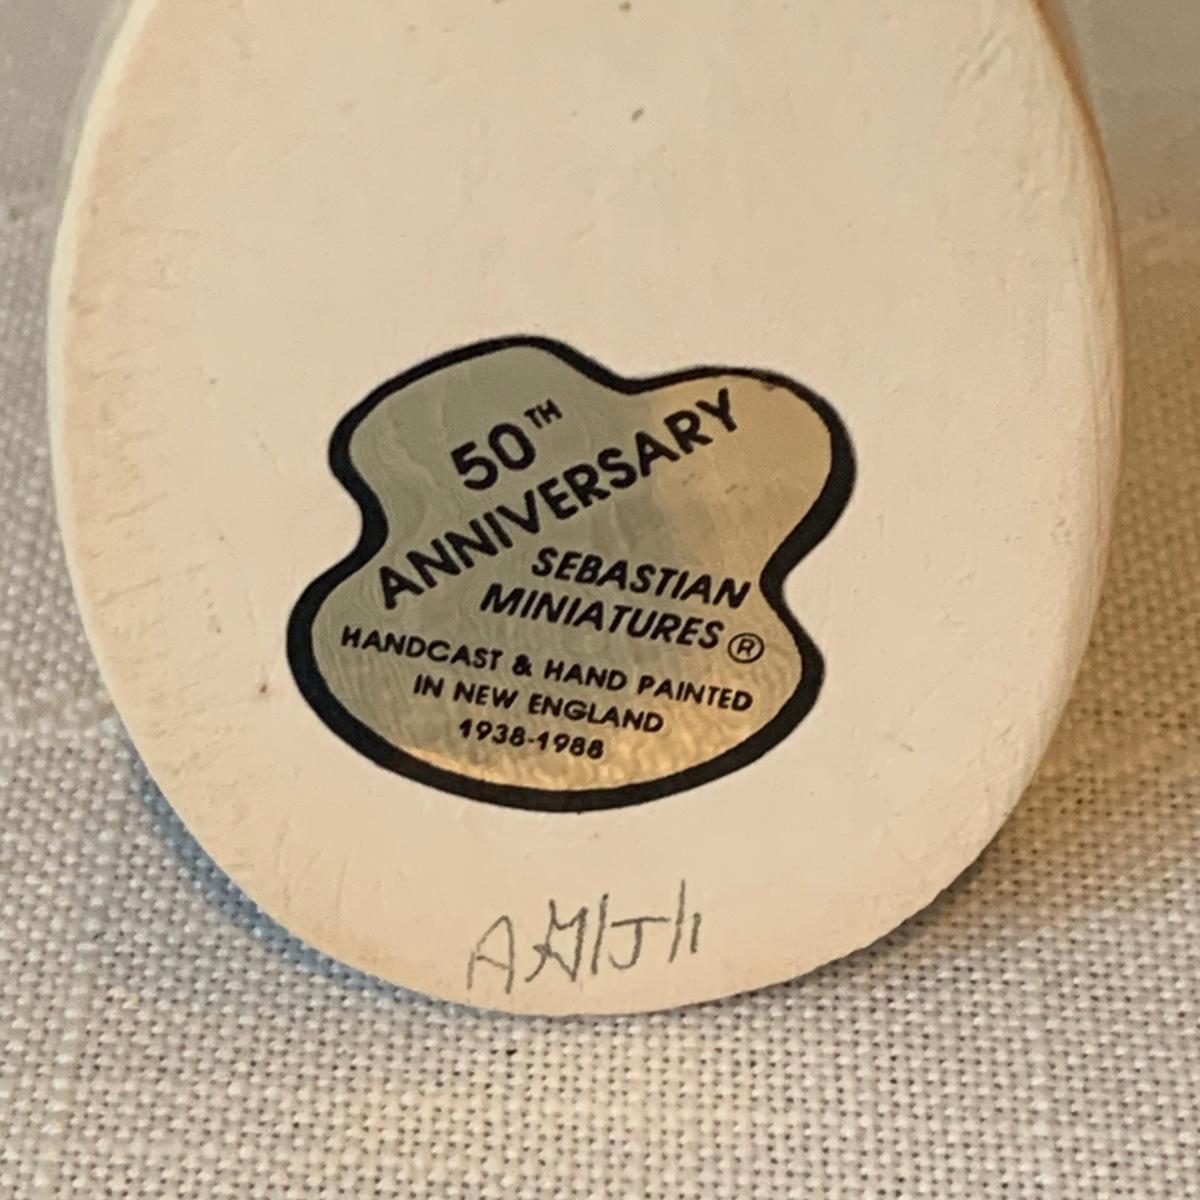 50TH
ANNIVERSARY
SEBASTIAN
MINIATURES®
HANDCAST & HAND PAINTED
IN NEW ENGLAND
1938-1988